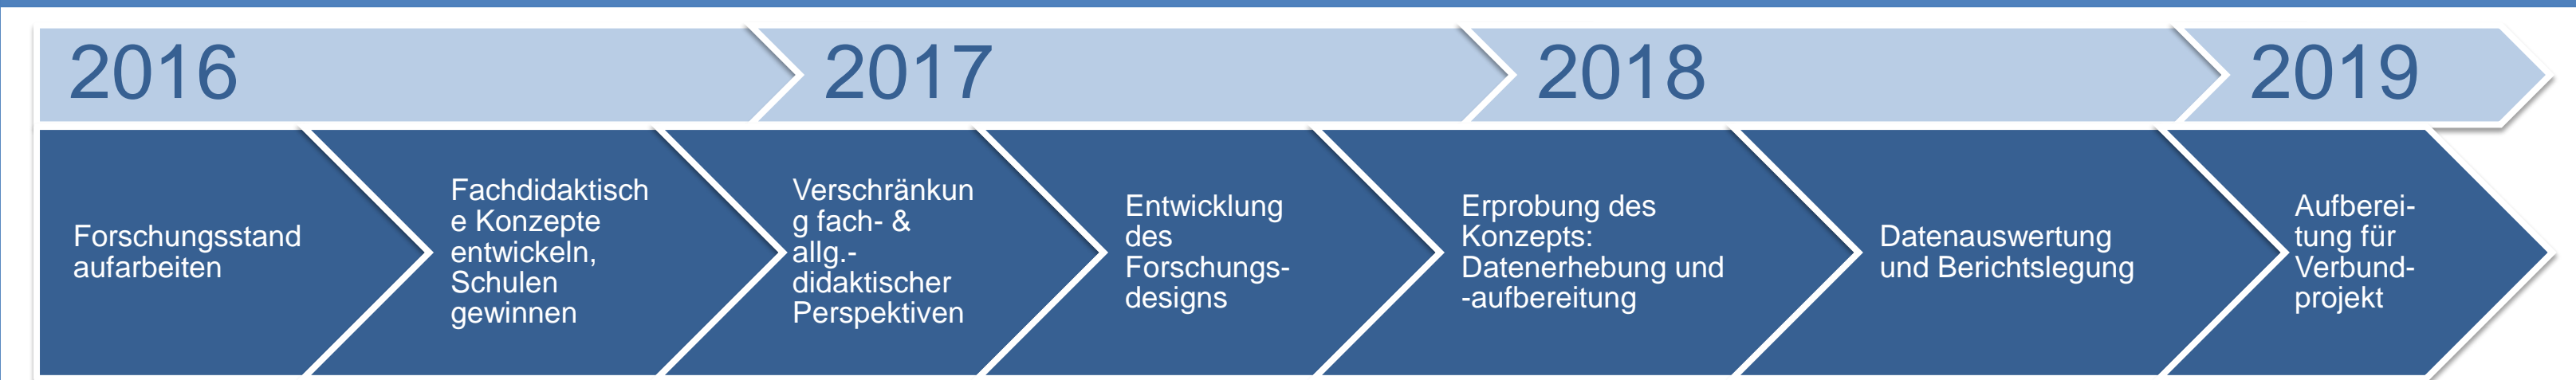 2016
2017
2018
2019
Forschungsstand
aufarbeiten
Fachdidaktisch
e Konzepte
entwickeln,
Schulen
gewinnen
Verschränkun
g fach- &
allg.-
didaktischer
Perspektiven
Entwicklung
des
Forschungs-
designs
Erprobung des
Konzepts:
Datenerhebung und
-aufbereitung
Datenauswertung
und Berichtslegung
Aufberei-
tung für
Verbund-
projekt